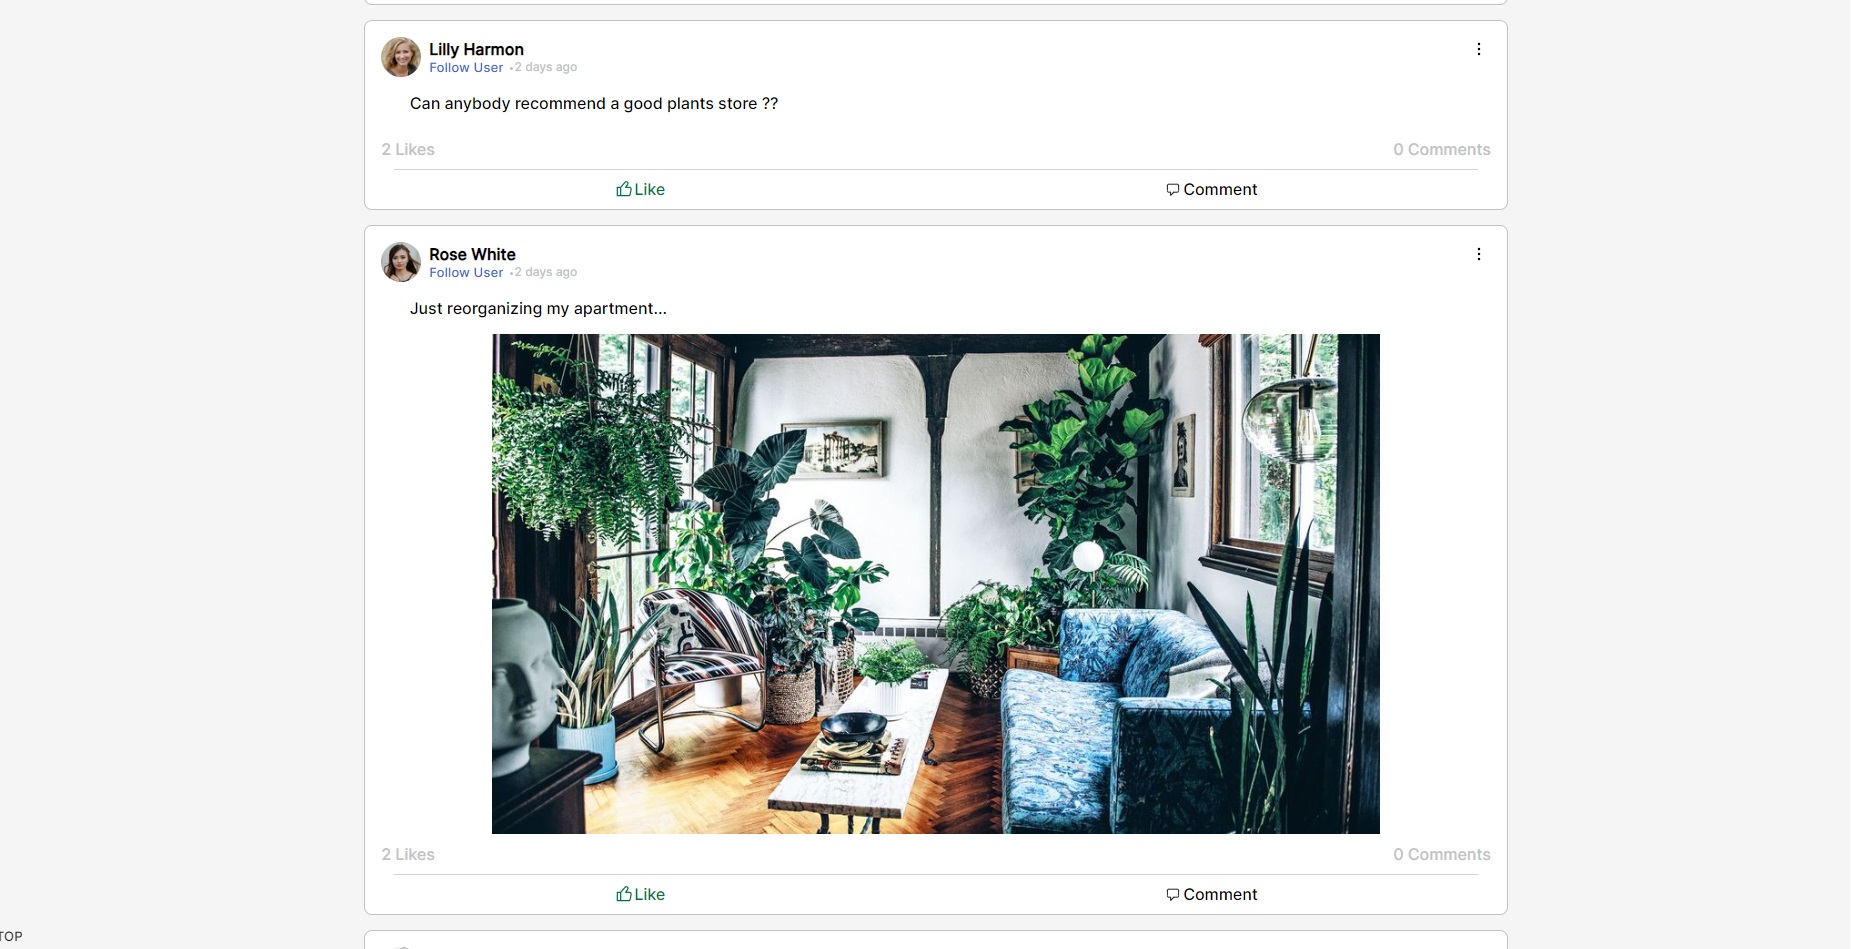 Lilly Harmon
Follow User •2 days ago
Can anybody recommend a good plants store ??
2 Likes
0 Comments
Like
Comment
Rose White
Follow User •2 days ago
Just reorganizing my apartment...
2 Likes
0 Comments
Like
Comment
TOP